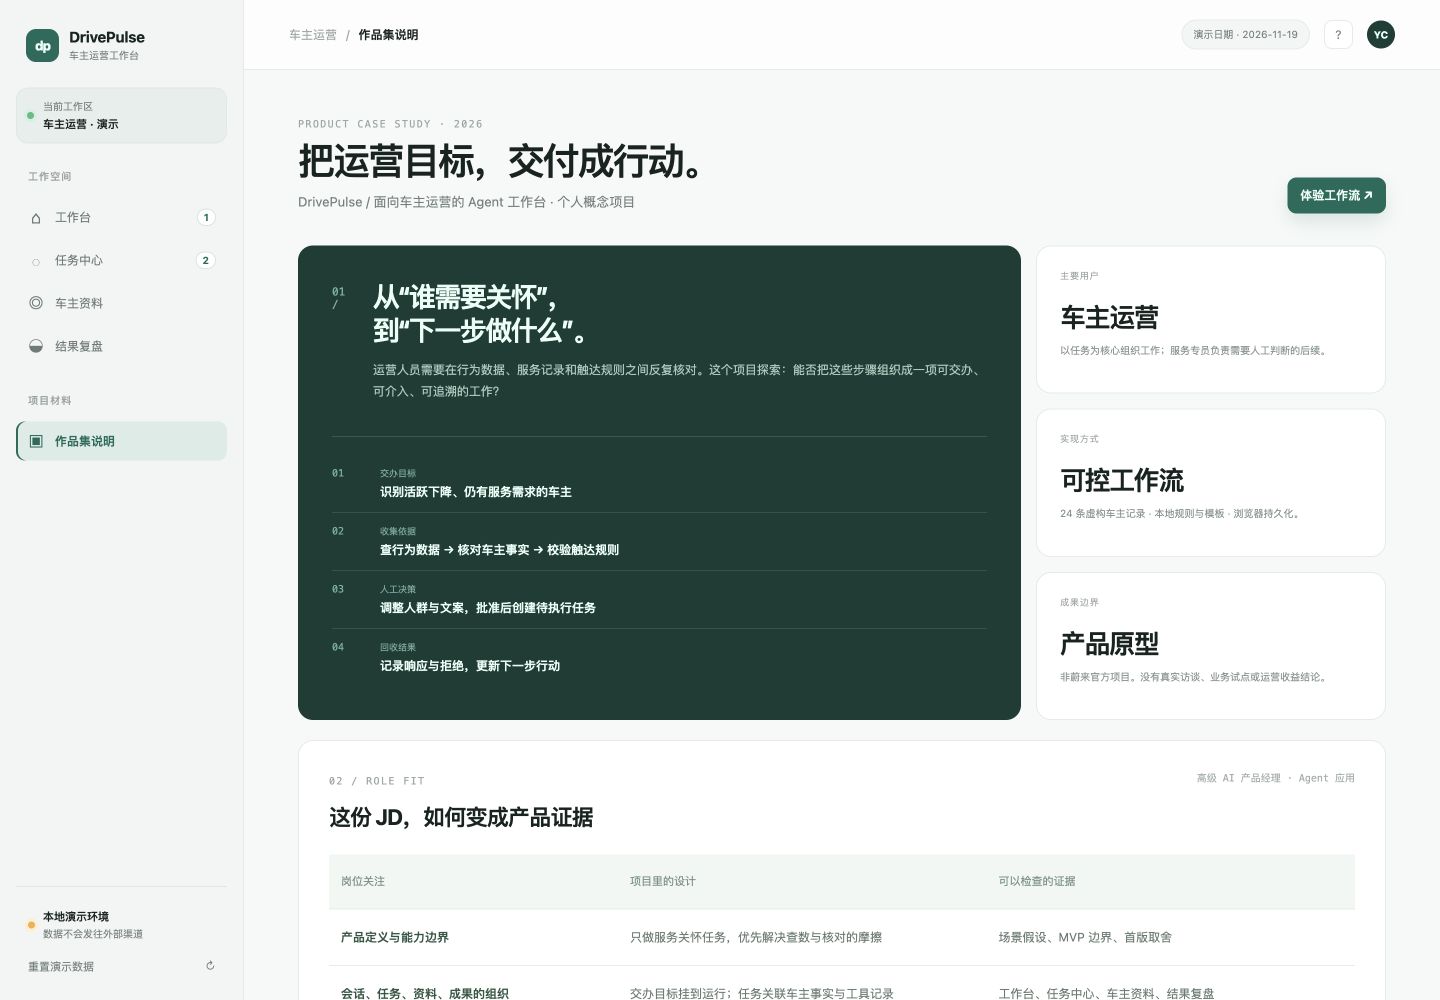 dp
DrivePulse
车主运营工作台
当前工作区
车主运营 · 演示
工作空间
工作台
1
任务中心
2
车主资料
结果复盘
项目材料
作品集说明
本地演示环境
数据不会发往外部渠道
重置演示数据
车主运营 / 作品集说明
演示日期 · 2026-11-19
?
YC
PRODUCT CASE STUDY · 2026
把运营目标，交付成行动。
DrivePulse / 面向车主运营的 Agent 工作台 · 个人概念项目
体验工作流 ↗
01
/
从“谁需要关怀”，
到“下一步做什么”。
运营人员需要在行为数据、服务记录和触达规则之间反复核对。这个项目探索：能否把这些步骤组织成一项可交办、
可介入、可追溯的工作？
01
交办目标
识别活跃下降、仍有服务需求的车主
02
收集依据
查行为数据 → 核对车主事实 → 校验触达规则
03
人工决策
调整人群与文案，批准后创建待执行任务
04
回收结果
记录响应与拒绝，更新下一步行动
主要用户
车主运营
以任务为核心组织工作；服务专员负责需要人工判断的后续。
实现方式
可控工作流
24 条虚构车主记录 · 本地规则与模板 · 浏览器持久化。
成果边界
产品原型
非蔚来官方项目。没有真实访谈、业务试点或运营收益结论。
02 / ROLE FIT
高级 AI 产品经理 · Agent 应用
这份 JD，如何变成产品证据
岗位关注
项目里的设计
可以检查的证据
产品定义与能力边界
只做服务关怀任务，优先解决查数与核对的摩擦
场景假设、MVP 边界、首版取舍
会话、任务、资料、成果的组织
交办目标挂到运行；任务关联车主事实与工具记录
工作台、任务中心、车主资料、结果复盘